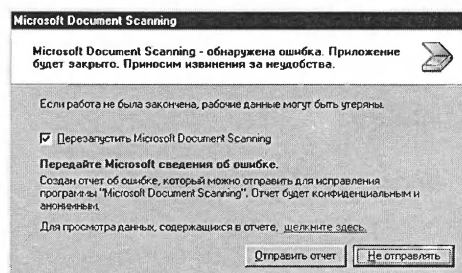 Microsoft Document Scanning
Microsoft Document Scanning - обнаружена ошибка. Приложение
будет закрыто. Приносим извинения за неудобства.
Если работа не была закончена, рабочие данные могут быть утеряны.
Перезапустить Microsoft Document Scanning
Передайте Microsoft сведения об ошибке.
Создан отчет об ошибке, который можно отправить для исправления
программы "Microsoft Document Scanning". Отчет будет конфиденциальным и
анонимным.
Для просмотра данных, содержащихся в отчете, щелкните здесь.
Отправить отчет
Не отправлять